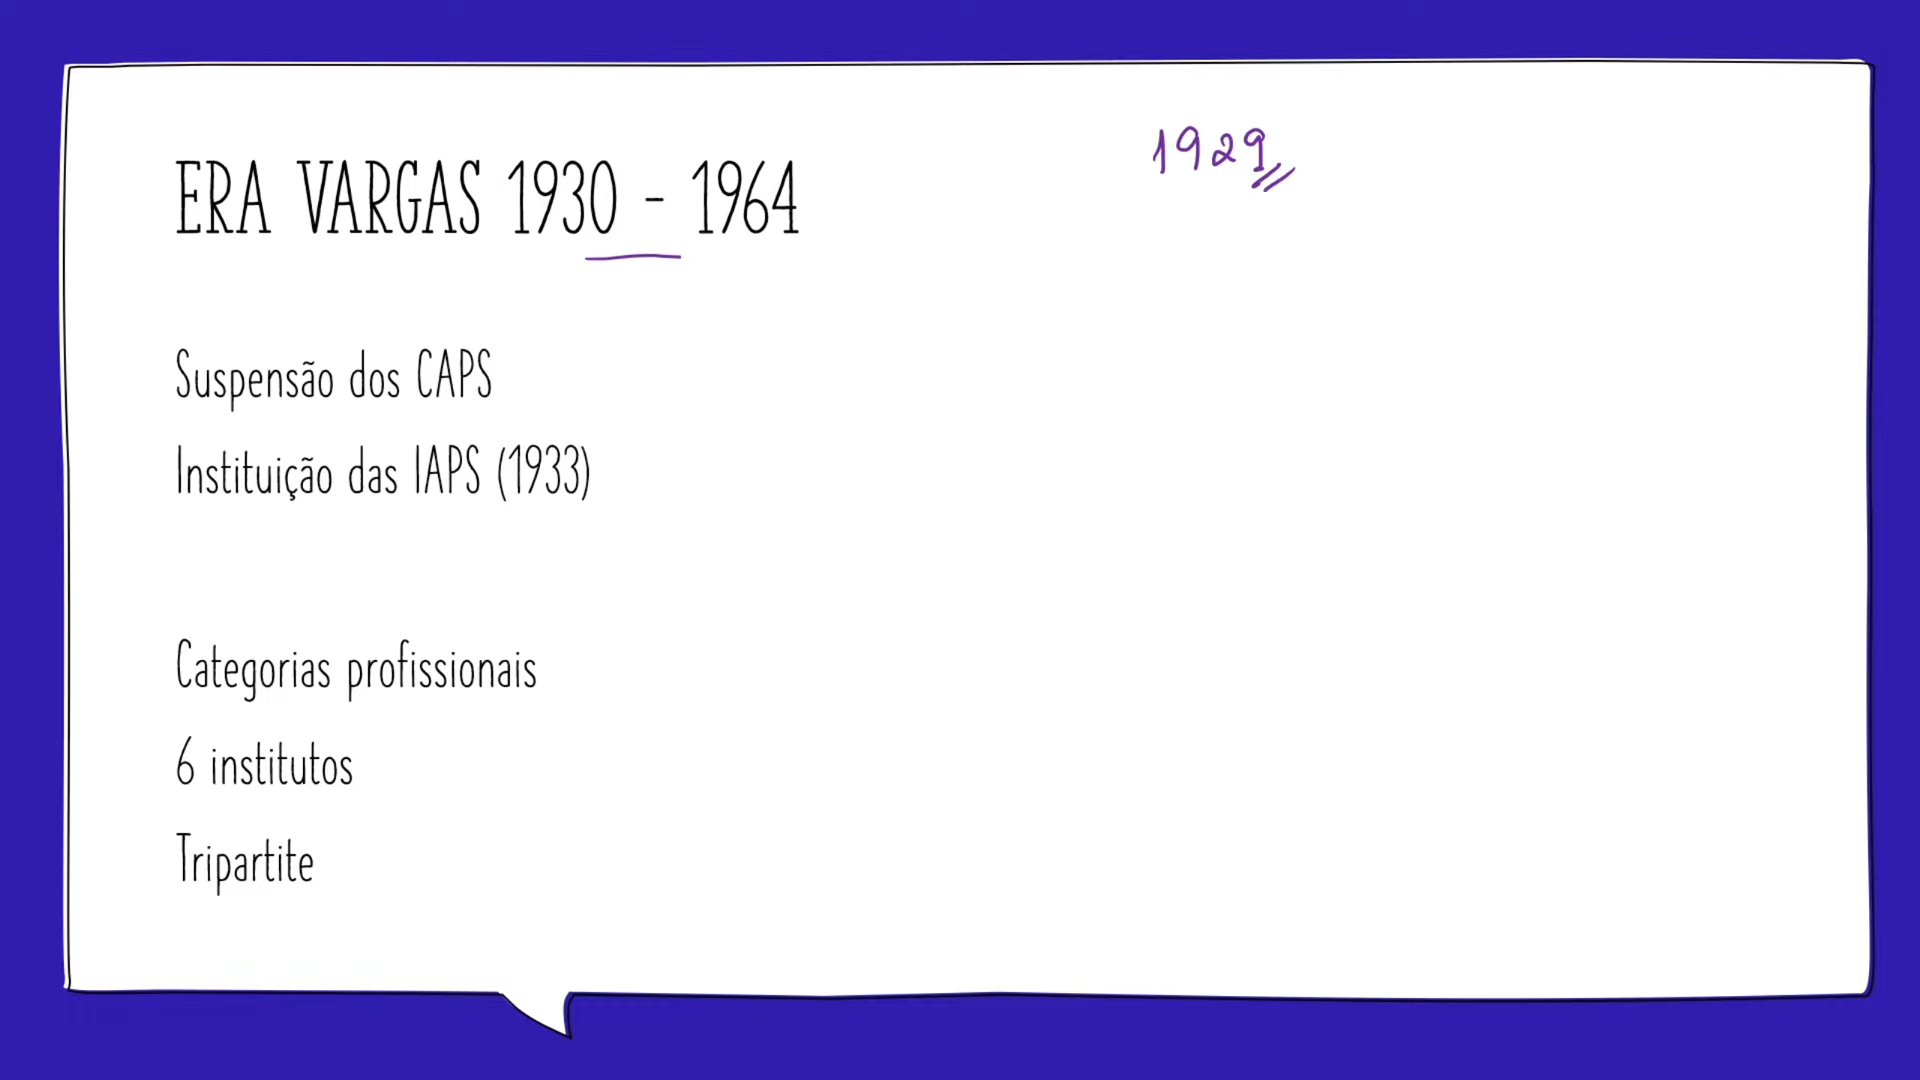 1929
ERA VARGAS 1930 - 1964
Suspensão dos CAPS
Instituição das IAPS (1933)
Categorias profissionais
6 institutos
Tripartite